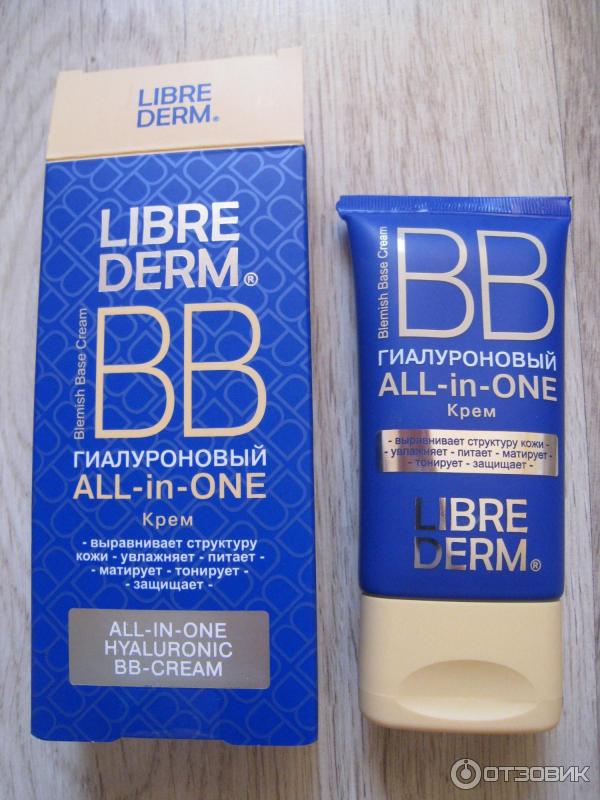 LIBRE
DERM®
LIBRE
DERM®
Blemish Base Cream
BB
ГИАЛУРОНОВЫЙ
ALL-in-ONE
Крем
- выравнивает структуру
кожи - увлажняет - питает -
- матирует - тонирует -
- защищает -
ALL-IN-ONE
HYALURONIC
BB-CREAM
Blemish Base Cream
BB
ГИАЛУРОНОВЫЙ
ALL-in-ONE
Крем
- выравнивает структуру кожи -
- увлажняет - питает - матирует -
- тонирует - защищает -
LIBRE
DERM®
ОТЗОВИК